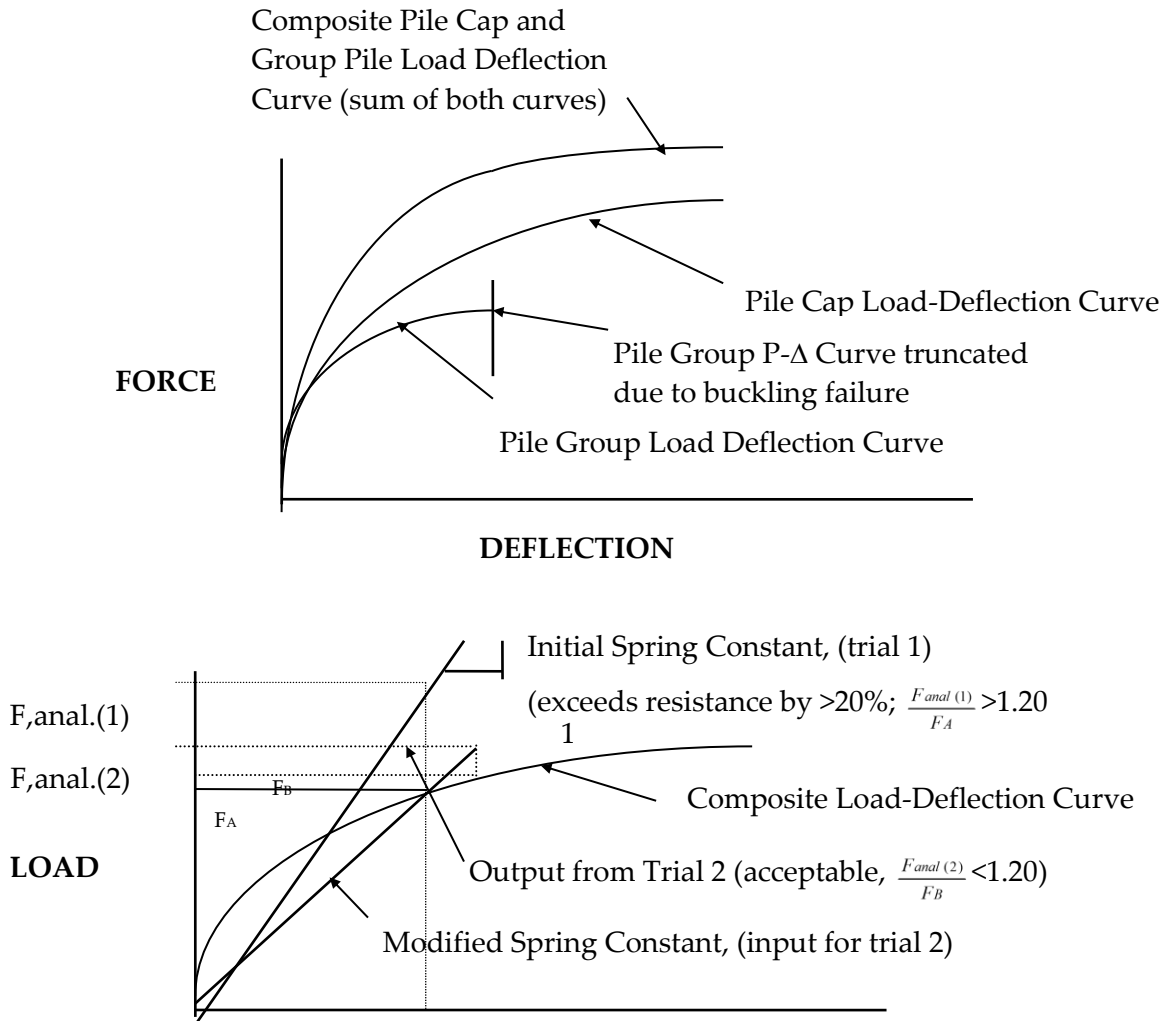 Composite Pile Cap and
Group Pile Load Deflection
Curve (sum of both curves)
Pile Cap Load-Deflection Curve
Pile Group P-Δ Curve truncated
due to buckling failure
FORCE
Pile Group Load Deflection Curve
DEFLECTION
Initial Spring Constant, (trial 1)
(exceeds resistance by >20%; Fanal (1)/FA >1.20
1
F,anal.(1)
F,anal.(2)
FB
FA
Composite Load-Deflection Curve
LOAD
Output from Trial 2 (acceptable, Fanal (2)/FB <1.20)
Modified Spring Constant, (input for trial 2)